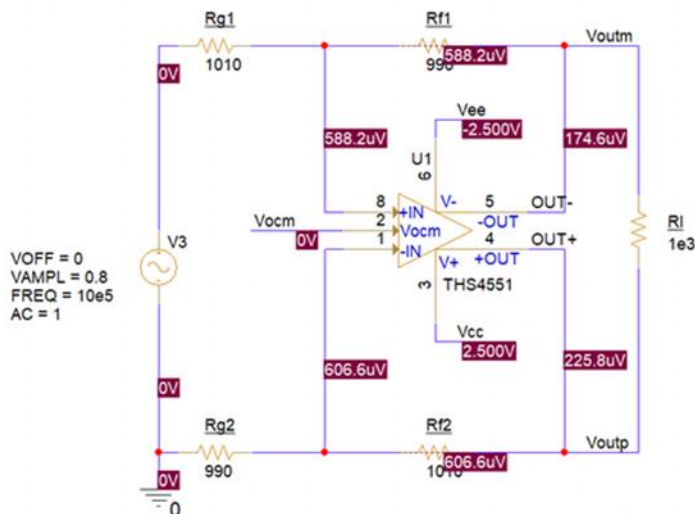 Rg1
1010
0V
Rf1
990
588.2uV
Voutm
588.2uV
Vee
-2.500V
174.6uV
U1
6
V-
8
+IN
5
OUT-
-OUT
Vocm
2
Vocm
0V
1
-IN
4
OUT+
+OUT
V+
THS4551
3
Rl
1e3
V3
VOFF = 0
VAMPL = 0.8
FREQ = 10e5
AC = 1
Vcc
2.500V
606.6uV
225.8uV
0V
Rg2
990
Rf2
1010
606.6uV
Voutp
0V
0